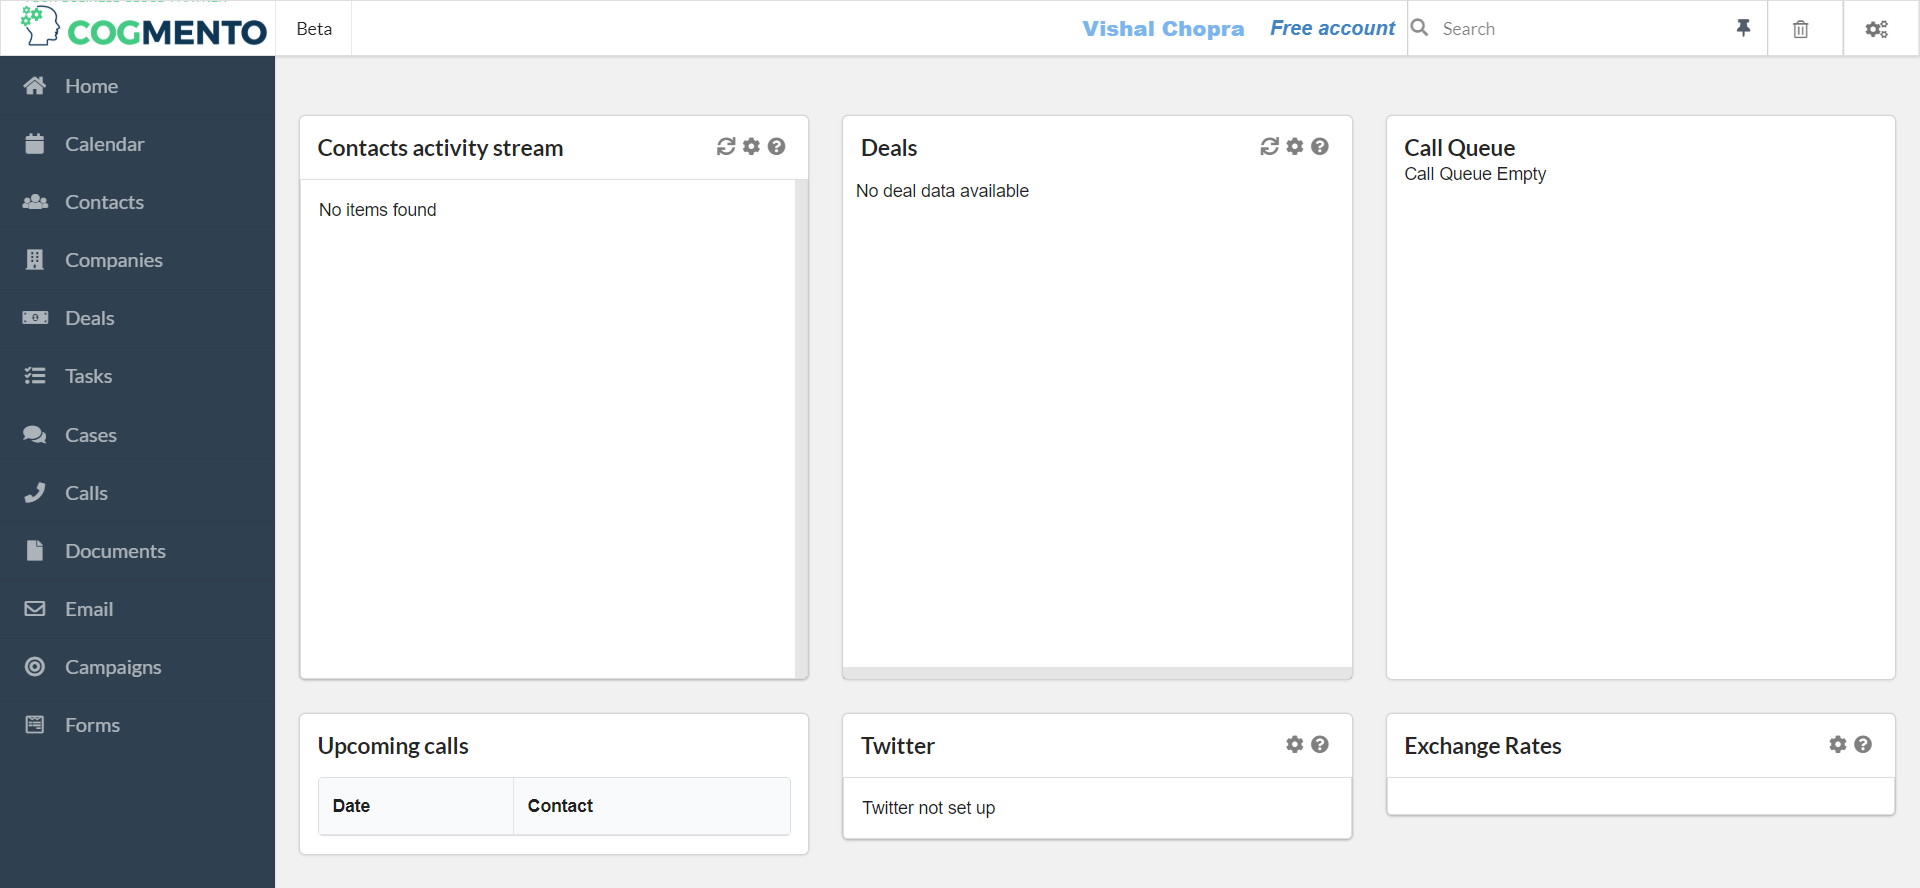 COGMENTO
Beta
Vishal Chopra
Free account
Search
Home
Calendar
Contacts
Companies
Deals
Tasks
Cases
Calls
Documents
Email
Campaigns
Forms
Contacts activity stream
No items found
Deals
No deal data available
Call Queue
Call Queue Empty
Upcoming calls
Date
Contact
Twitter
Twitter not set up
Exchange Rates